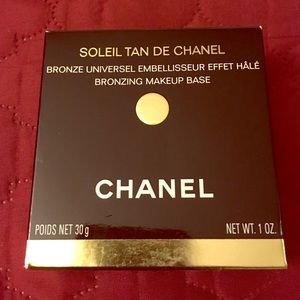 SOLEIL TAN DE CHANEL
BRONZE UNIVERSEL EMBELLISSEUR EFFET HÂLÉ
BRONZING MAKEUP BASE
CHANEL
POIDS NET 30 g NET WT. 1 OZ.